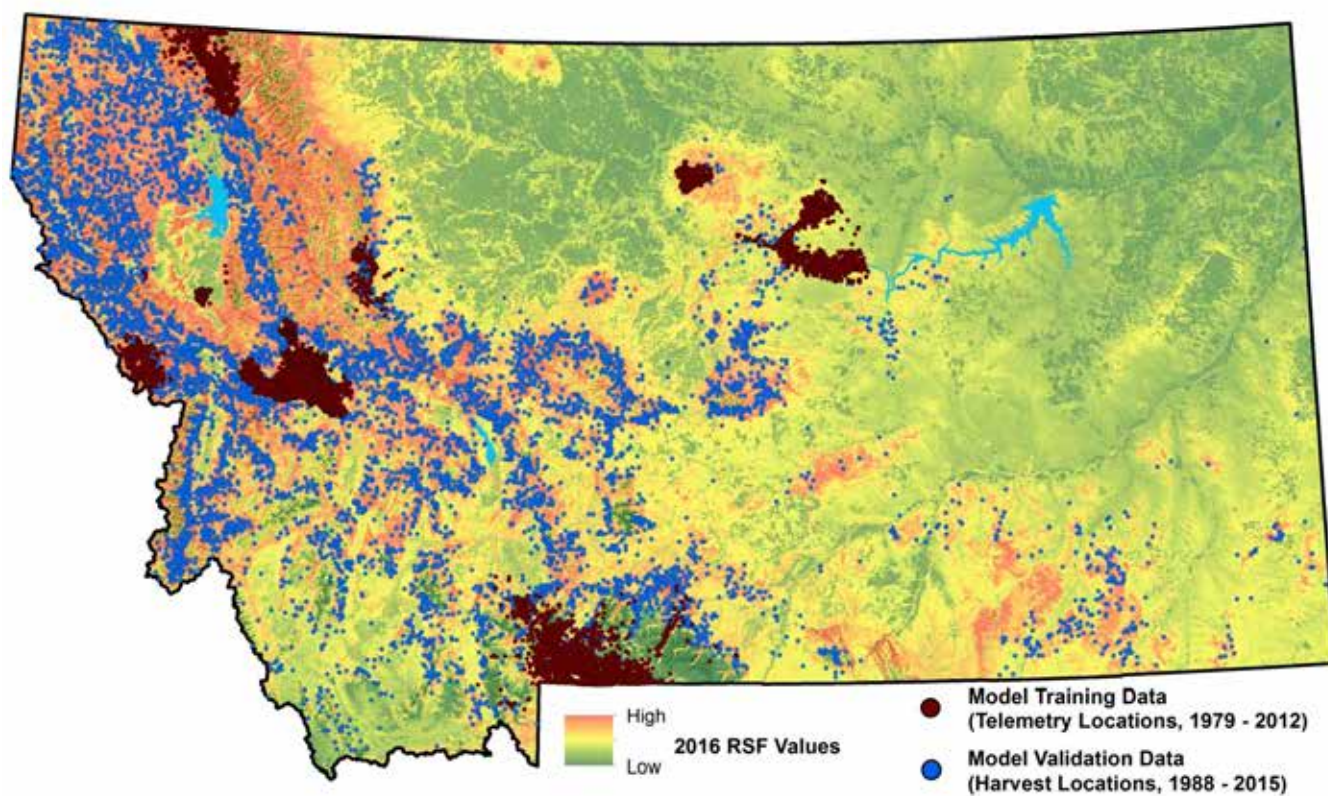 High
2016 RSF Values
Low
Model Training Data
(Telemetry Locations, 1979 - 2012)
Model Validation Data
(Harvest Locations, 1988 - 2015)